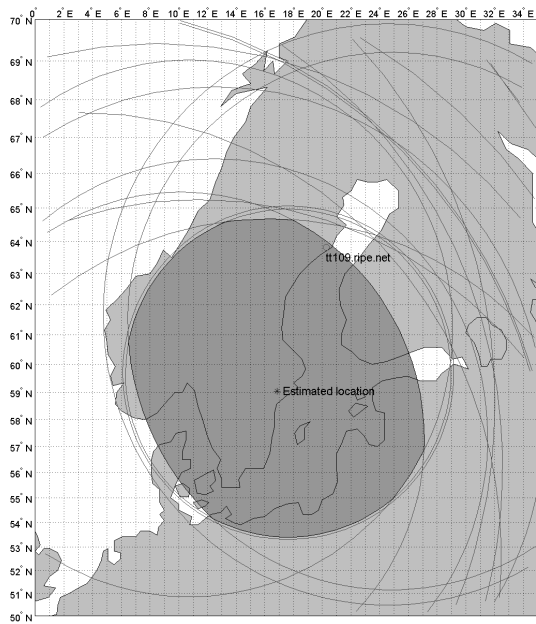 0° 2 E 4 E 6 E 8 E 10 E 12 E 14 E 16 E 18 E 20 E 22 E 24 E 26 E 28 E 30 E 32 E 34 E
70° N
69° N
68° N
67° N
66° N
65° N
64° N
tt109.ripe.net
63° N
62° N
61° N
60° N
59° N
Estimated location
58° N
57° N
56° N
55° N
54° N
53° N
52° N
51° N
50° N